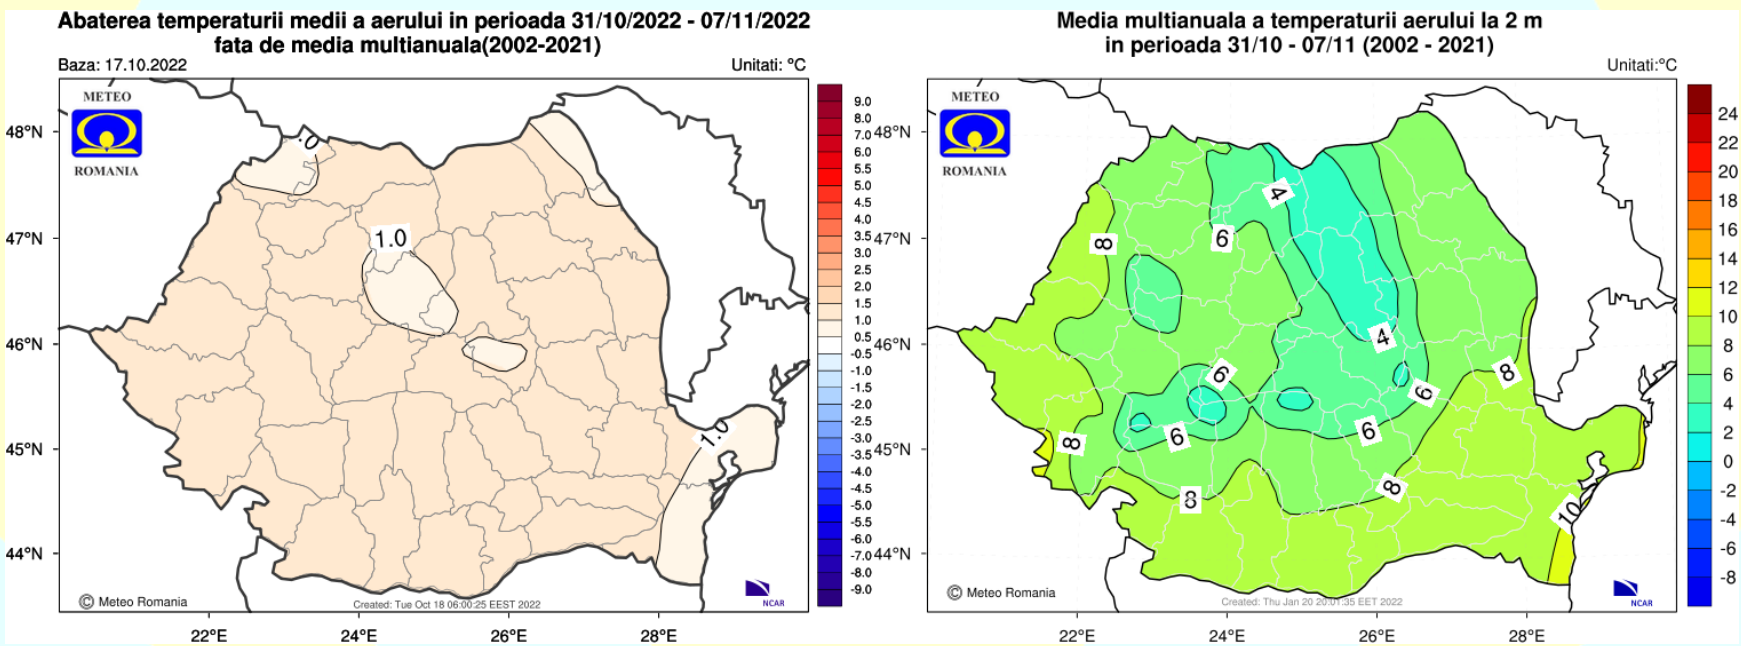 Abaterea temperaturii medii a aerului in perioada 31/10/2022 - 07/11/2022
fata de media multianuala(2002-2021)
Baza: 17.10.2022
Unitati: °C
METEO
ROMANIA
48°N
47°N
46°N
45°N
44°N
.0
1.0
1.0
9.0
8.0
7.0
6.0
5.5
5.0
4.5
4.0
3.5
3.0
2.5
2.0
1.5
1.0
0.5
-0.5
-1.0
-1.5
-2.0
-2.5
-3.0
-3.5
-4.0
-4.5
-5.0
-5.5
-6.0
-7.0
-8.0
-9.0
© Meteo Romania
Created: Tue Oct 18 06:00:25 EEST 2022
NCAR
22°E
24°E
26°E
28°E
Media multianuala a temperaturii aerului la 2 m
in perioada 31/10 - 07/11 (2002 - 2021)
Unitati:°C
METEO
ROMANIA
48°N
47°N
46°N
45°N
44°N
4
6
8
4
6
6
8
8
6
6
8
8
10
24
22
20
18
16
14
12
10
8
6
4
2
0
-2
-4
-6
-8
© Meteo Romania
Created: Thu Jan 20 20:01:35 EET 2022
NCAR
22°E
24°E
26°E
28°E